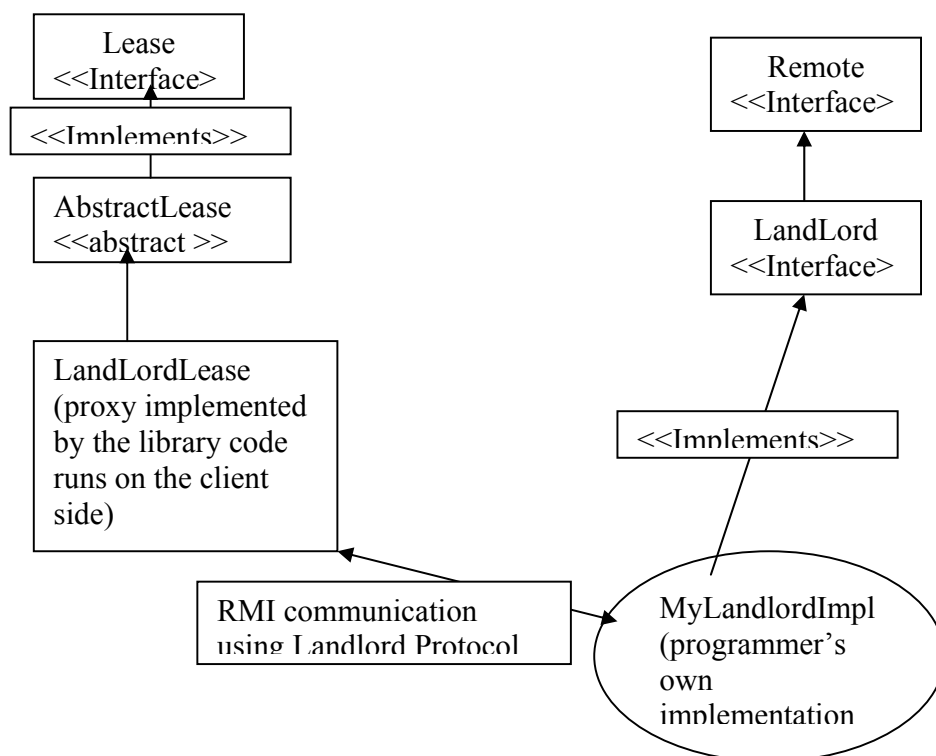 Lease
<<Interface>
<<Implements>>
AbstractLease
<<abstract >>
LandLordLease
(proxy implemented
by the library code
runs on the client
side)
Remote
<<Interface>
LandLord
<<Interface>
<<Implements>>
RMI communication
using Landlord Protocol
MyLandlordImpl
(programmer’s
own
implementation